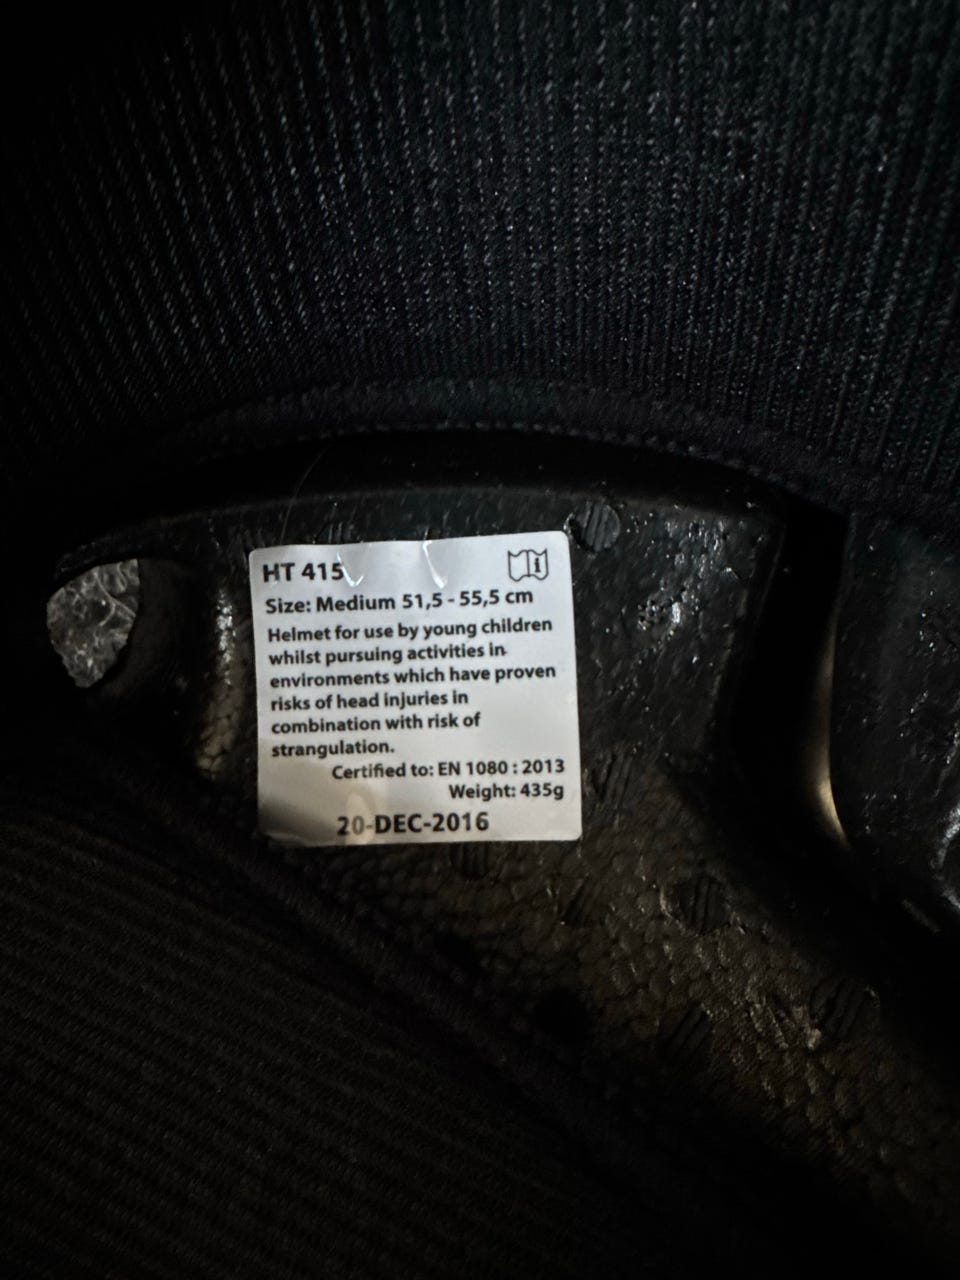 HT 415
Size: Medium 51,5 - 55,5 cm
Helmet for use by young children
whilst pursuing activities in
environments which have proven
risks of head injuries in
combination with risk of
strangulation.
Certified to: EN 1080 : 2013
Weight: 435g
20-DEC-2016